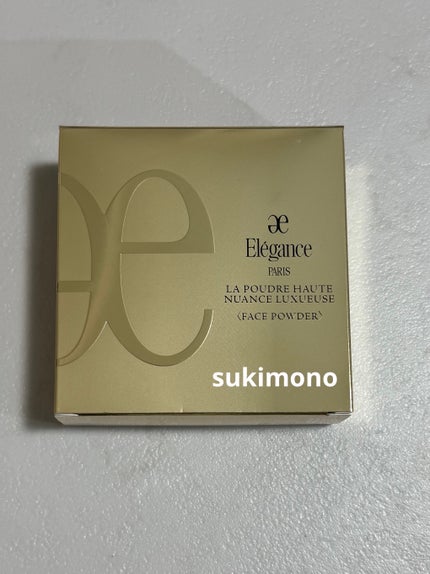 æ
Elégance
PARIS
LA POUDRE HAUTE
NUANCE LUXUEUSE
〈FACE POWDER〉
sukimono